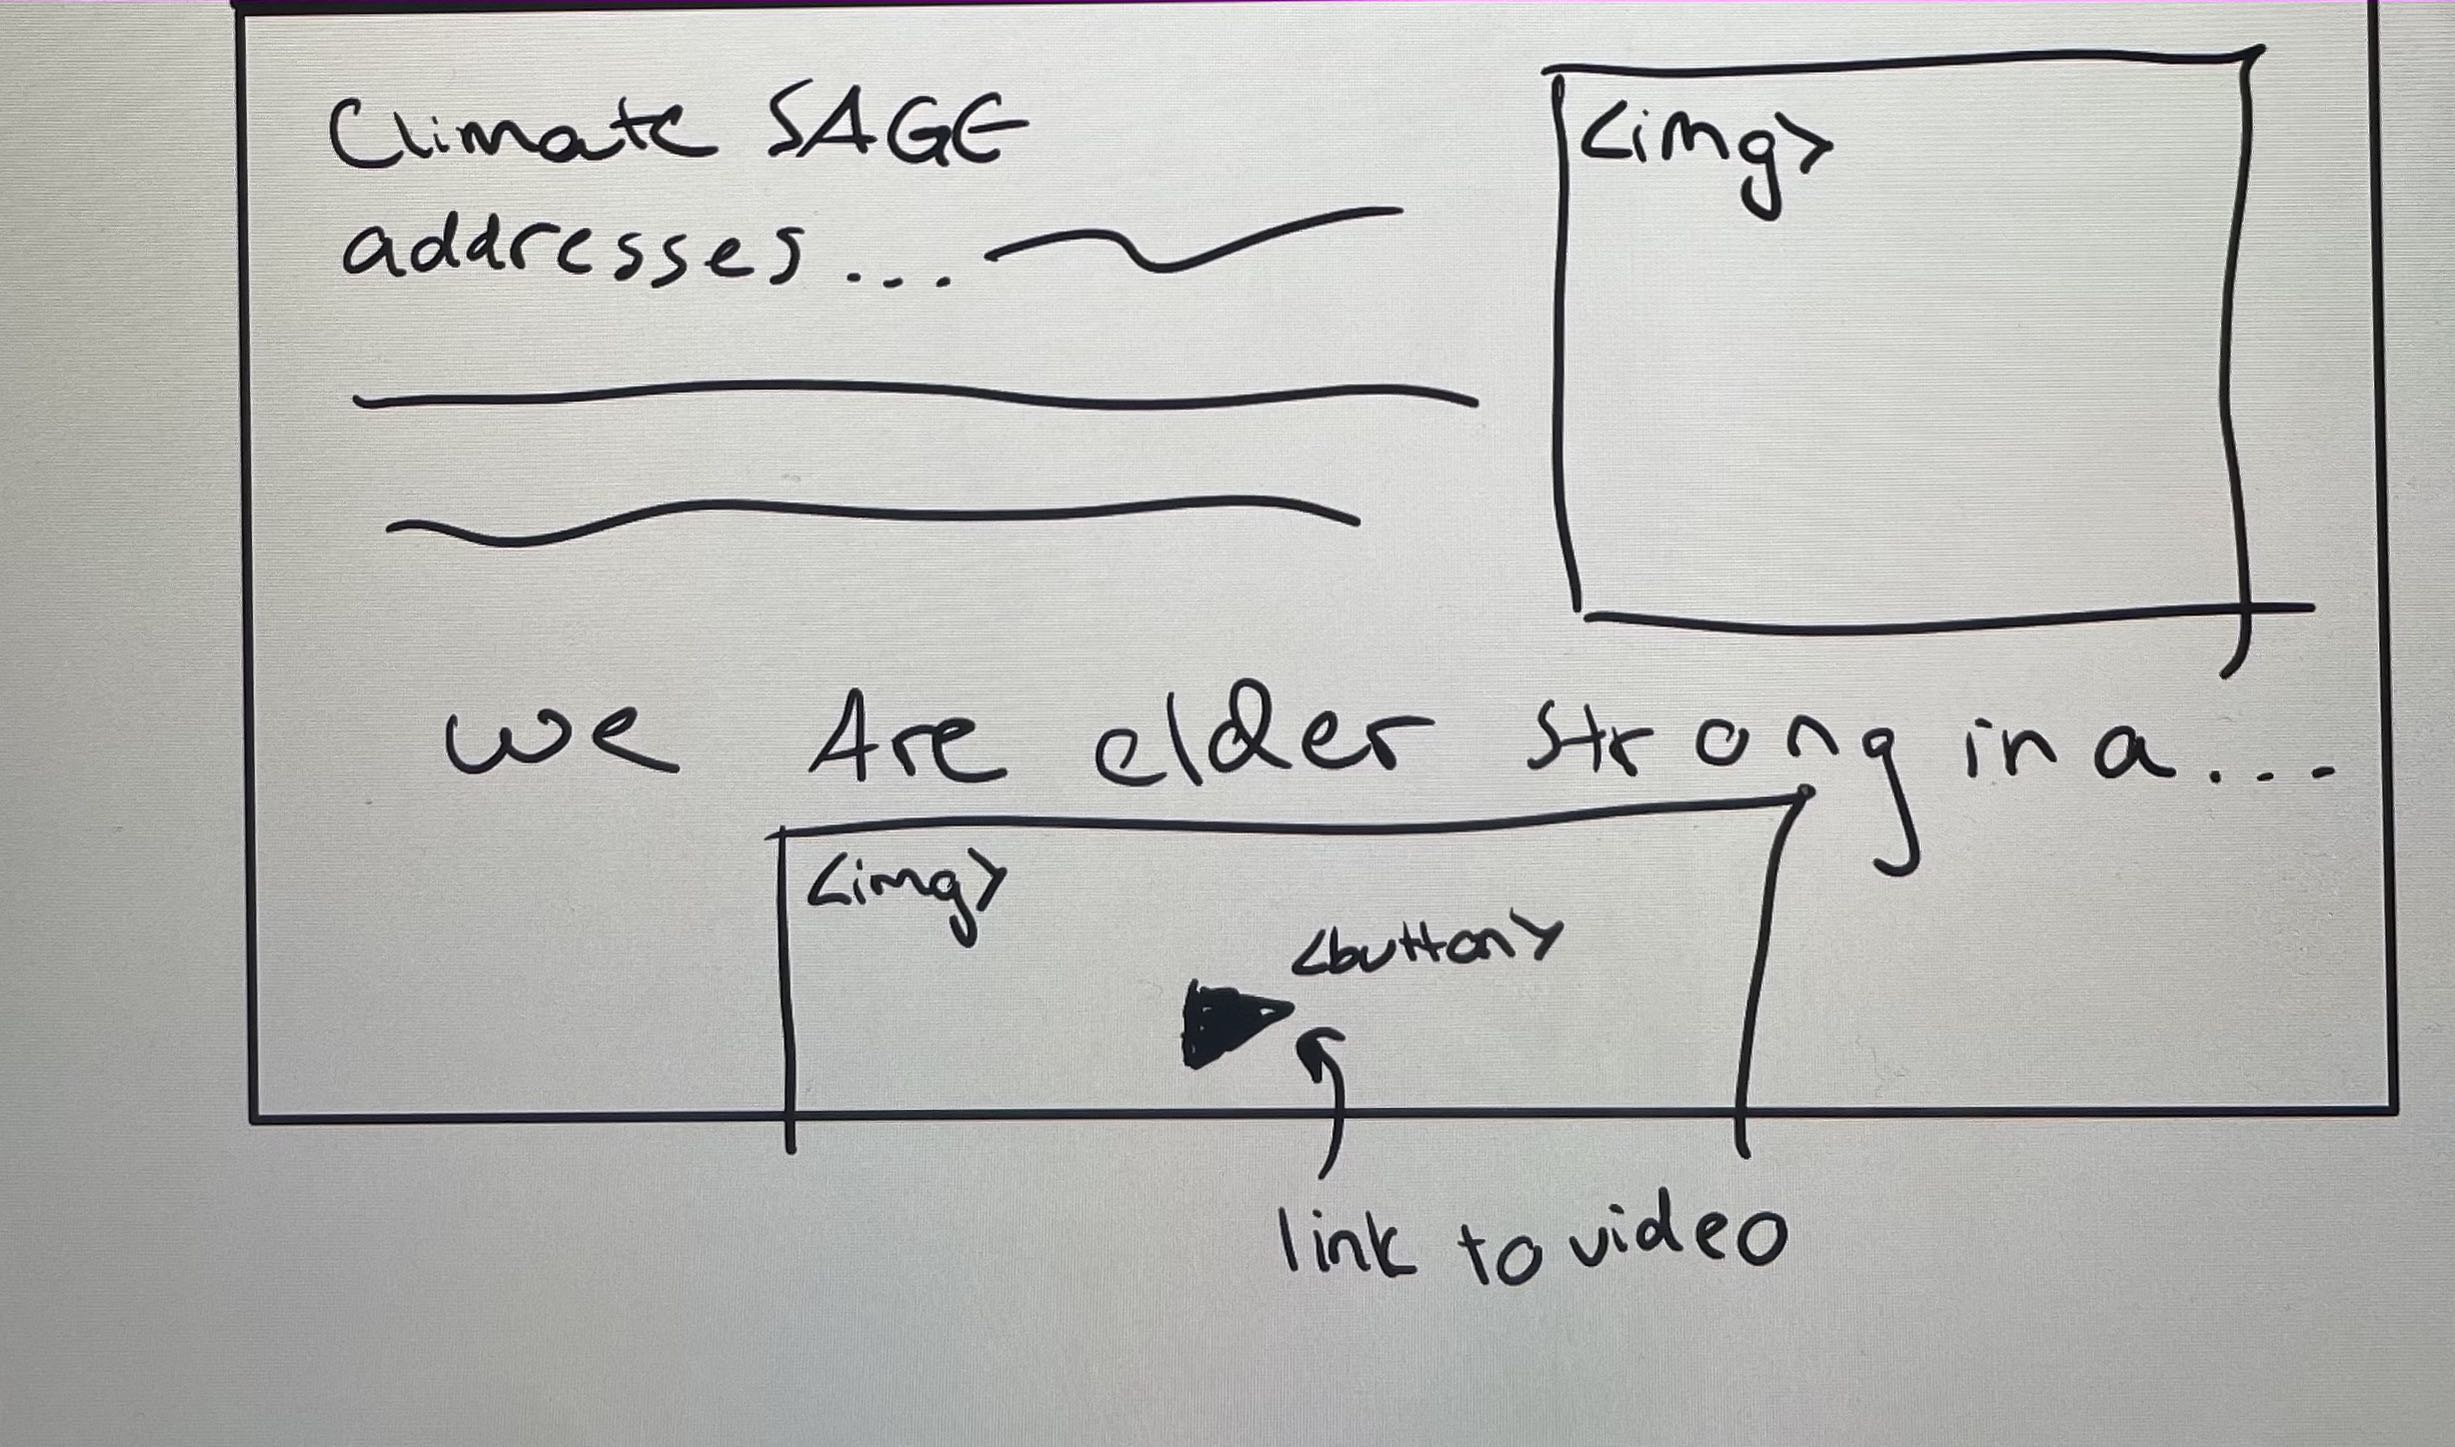 Climate SAGE
addresses...
<img>
we Are elder strong in a...
<img>
<button>
link to video